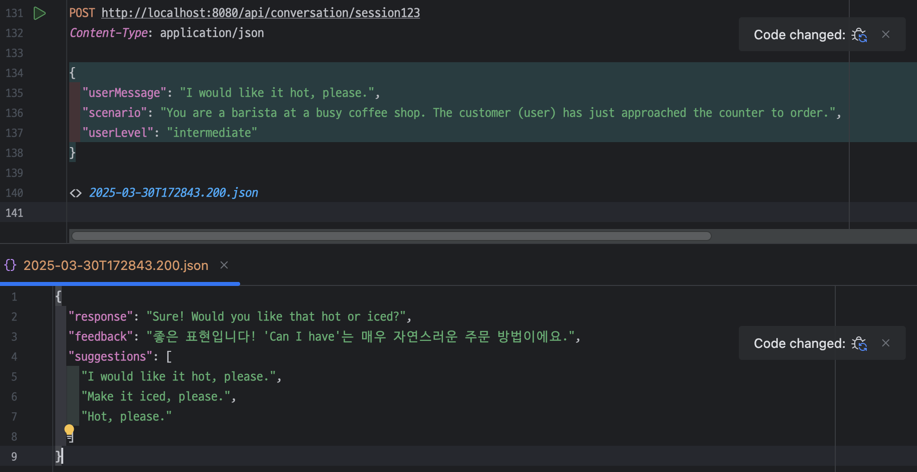 131 POST http://localhost:8080/api/conversation/session123
132 Content-Type: application/json
Code changed:
133
134 {
135 "userMessage": "I would like it hot, please.",
136 "scenario": "You are a barista at a busy coffee shop. The customer (user) has just approached the counter to order.",
137 "userLevel": "intermediate"
138 }
139
140 <> 2025-03-30T172843.200.json
141
{} 2025-03-30T172843.200.json
1 {
2 "response": "Sure! Would you like that hot or iced?",
3 "feedback": "좋은 표현입니다! 'Can I have'는 매우 자연스러운 주문 방법이에요.",
Code changed:
4 "suggestions": [
5 "I would like it hot, please.",
6 "Make it iced, please.",
7 "Hot, please."
8 ]
9 }